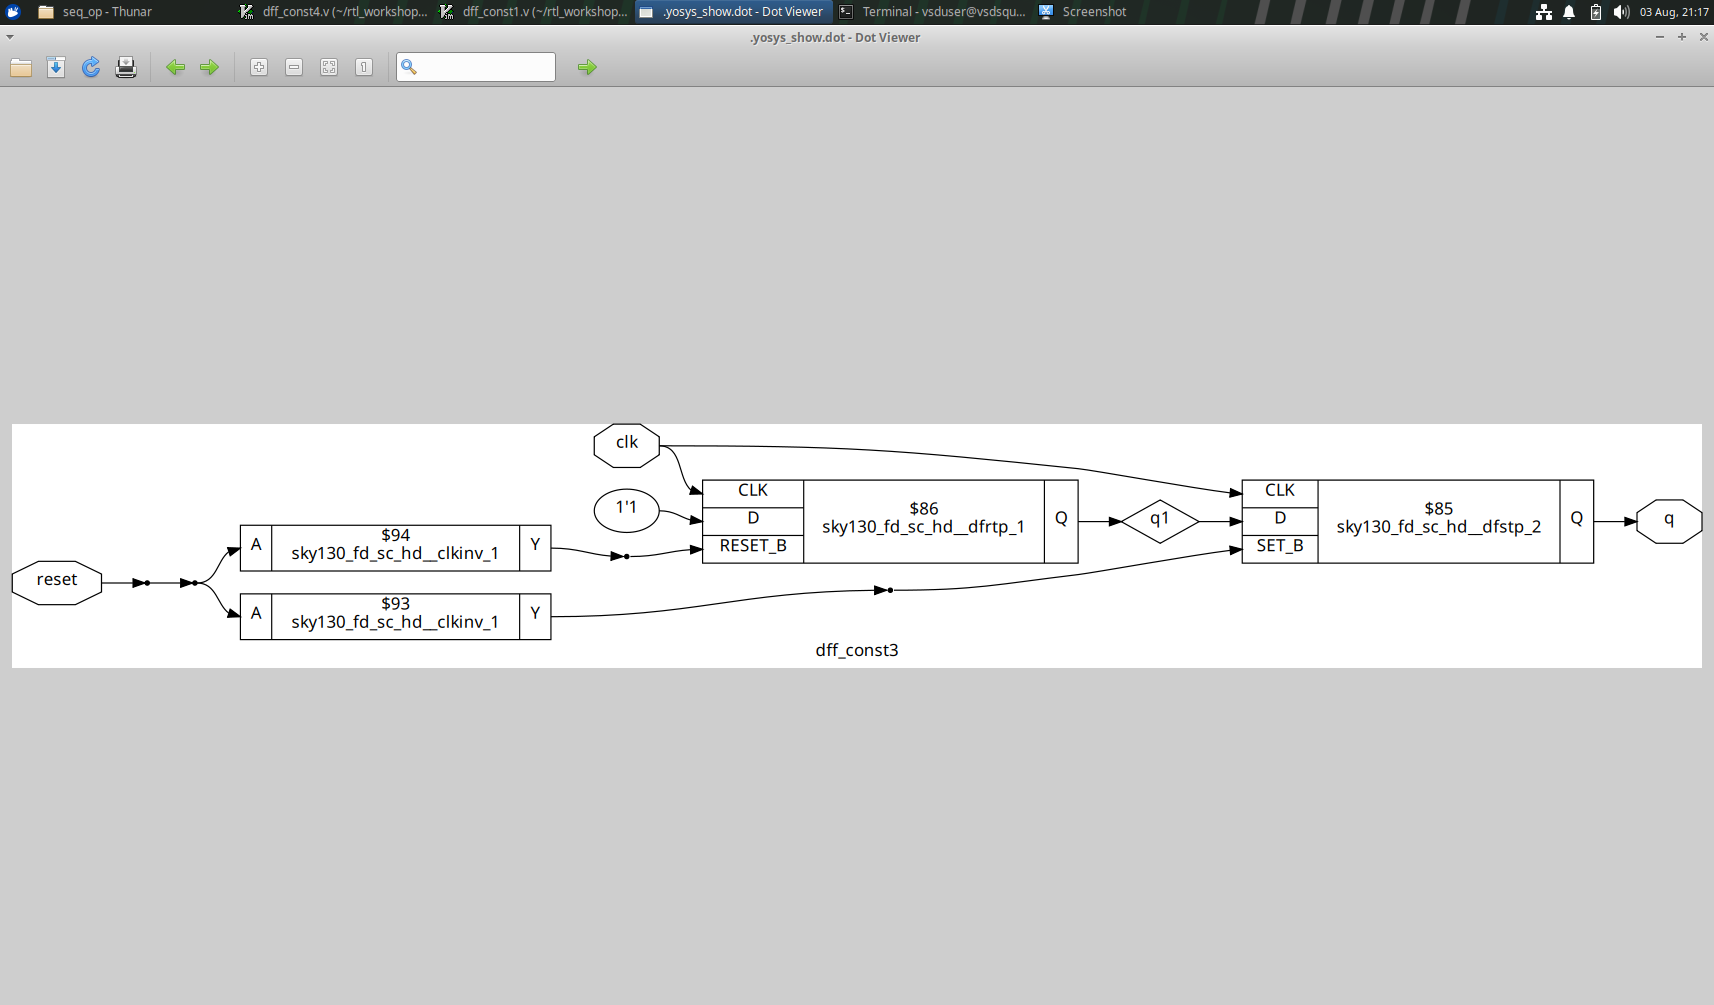 seq_op - Thunar
dff_const4.v (~/rtl_workshop...
dff_const1.v (~/rtl_workshop...
.yosys_show.dot - Dot Viewer
Terminal - vsduser@vsdsqu...
Screenshot
03 Aug, 21:17
.yosys_show.dot - Dot Viewer
1
clk
1'1
CLK
D
RESET_B
$86
sky130_fd_sc_hd__dfrtp_1
Q
q1
CLK
D
SET_B
$85
sky130_fd_sc_hd__dfstp_2
Q
q
reset
A
$94
sky130_fd_sc_hd__clkinv_1
Y
A
$93
sky130_fd_sc_hd__clkinv_1
Y
dff_const3